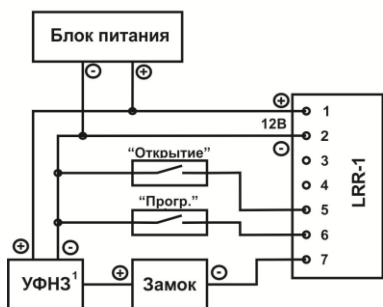 Блок питания
- +
+ 1
12В 2
-
"Открытие" 3
4
5
"Прогр." 6
7
LRR-1
+ - УФНЗ¹
+ Замок -